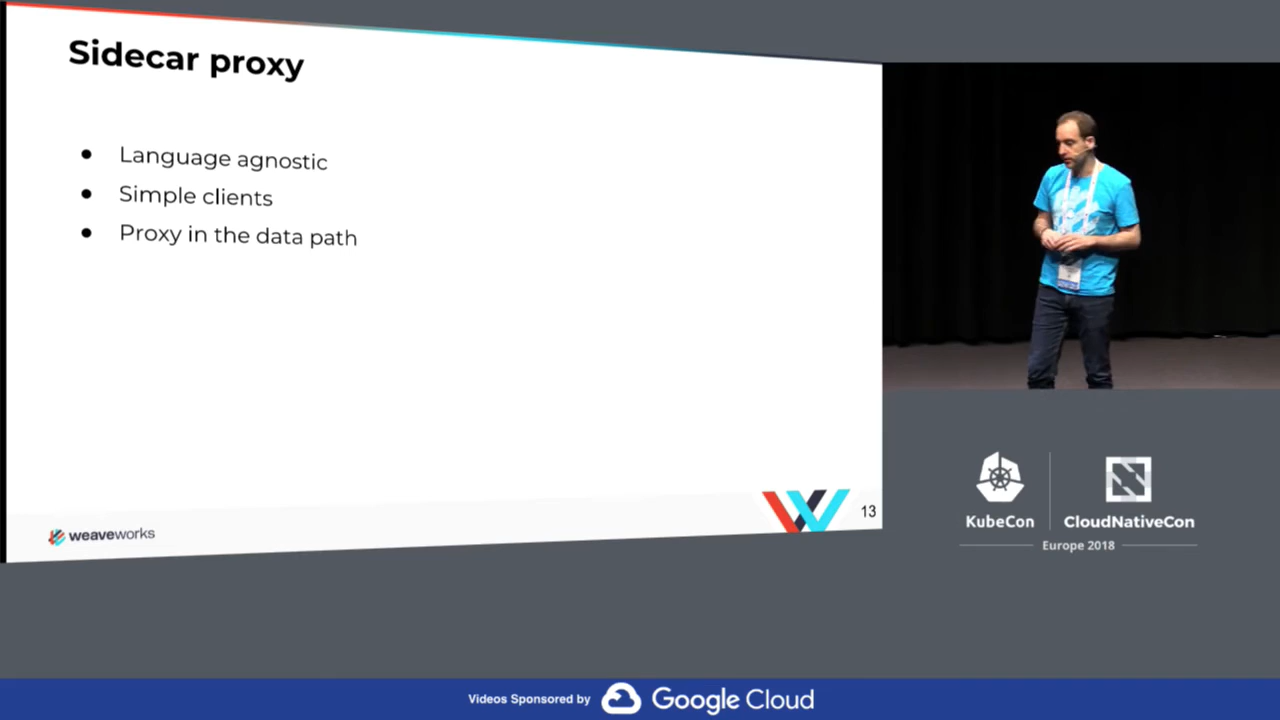 Sidecar proxy
● Language agnostic
● Simple clients
● Proxy in the data path
weaveworks
13
KubeCon
CloudNativeCon
Europe 2018
Videos Sponsored by Google Cloud